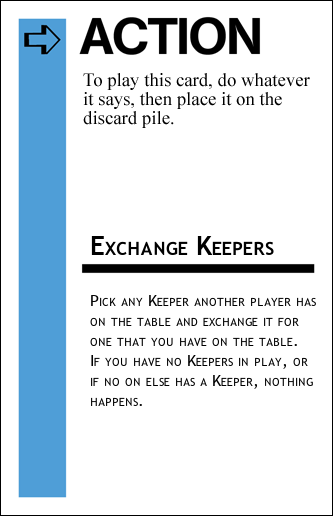 ACTION
To play this card, do whatever
it says, then place it on the
discard pile.
Exchange Keepers
Pick any Keeper another player has
on the table and exchange it for
one that you have on the table.
If you have no Keepers in play, or
if no on else has a Keeper, nothing
happens.